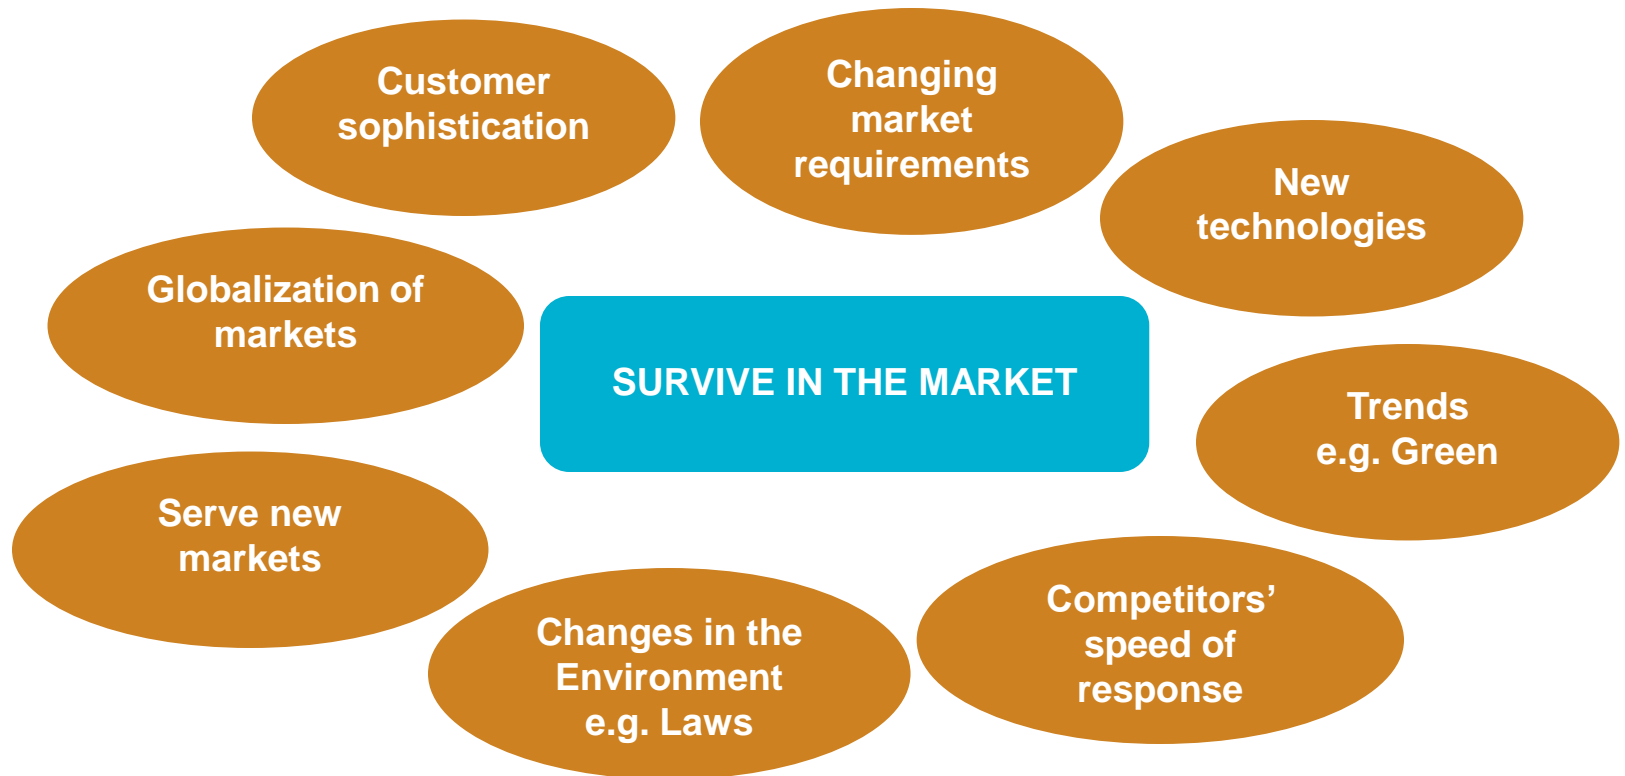 Customer
sophistication
Changing
market
requirements
New
technologies
Globalization of
markets
SURVIVE IN THE MARKET
Trends
e.g. Green
Serve new
markets
Changes in the
Environment
e.g. Laws
Competitors’
speed of
response